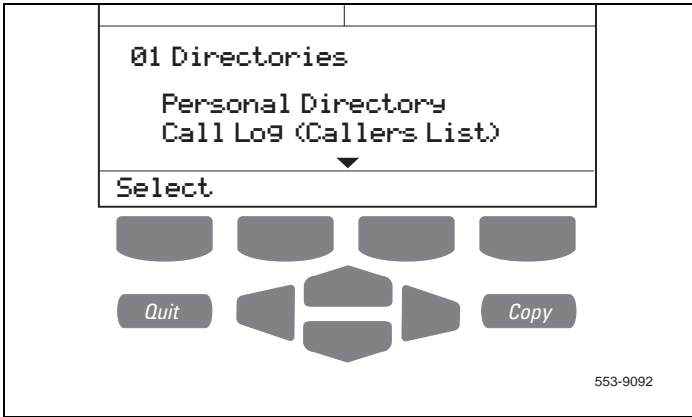 01 Directories
Personal Directory
Call Log (Callers List)
Select
Quit
Copy
553-9092